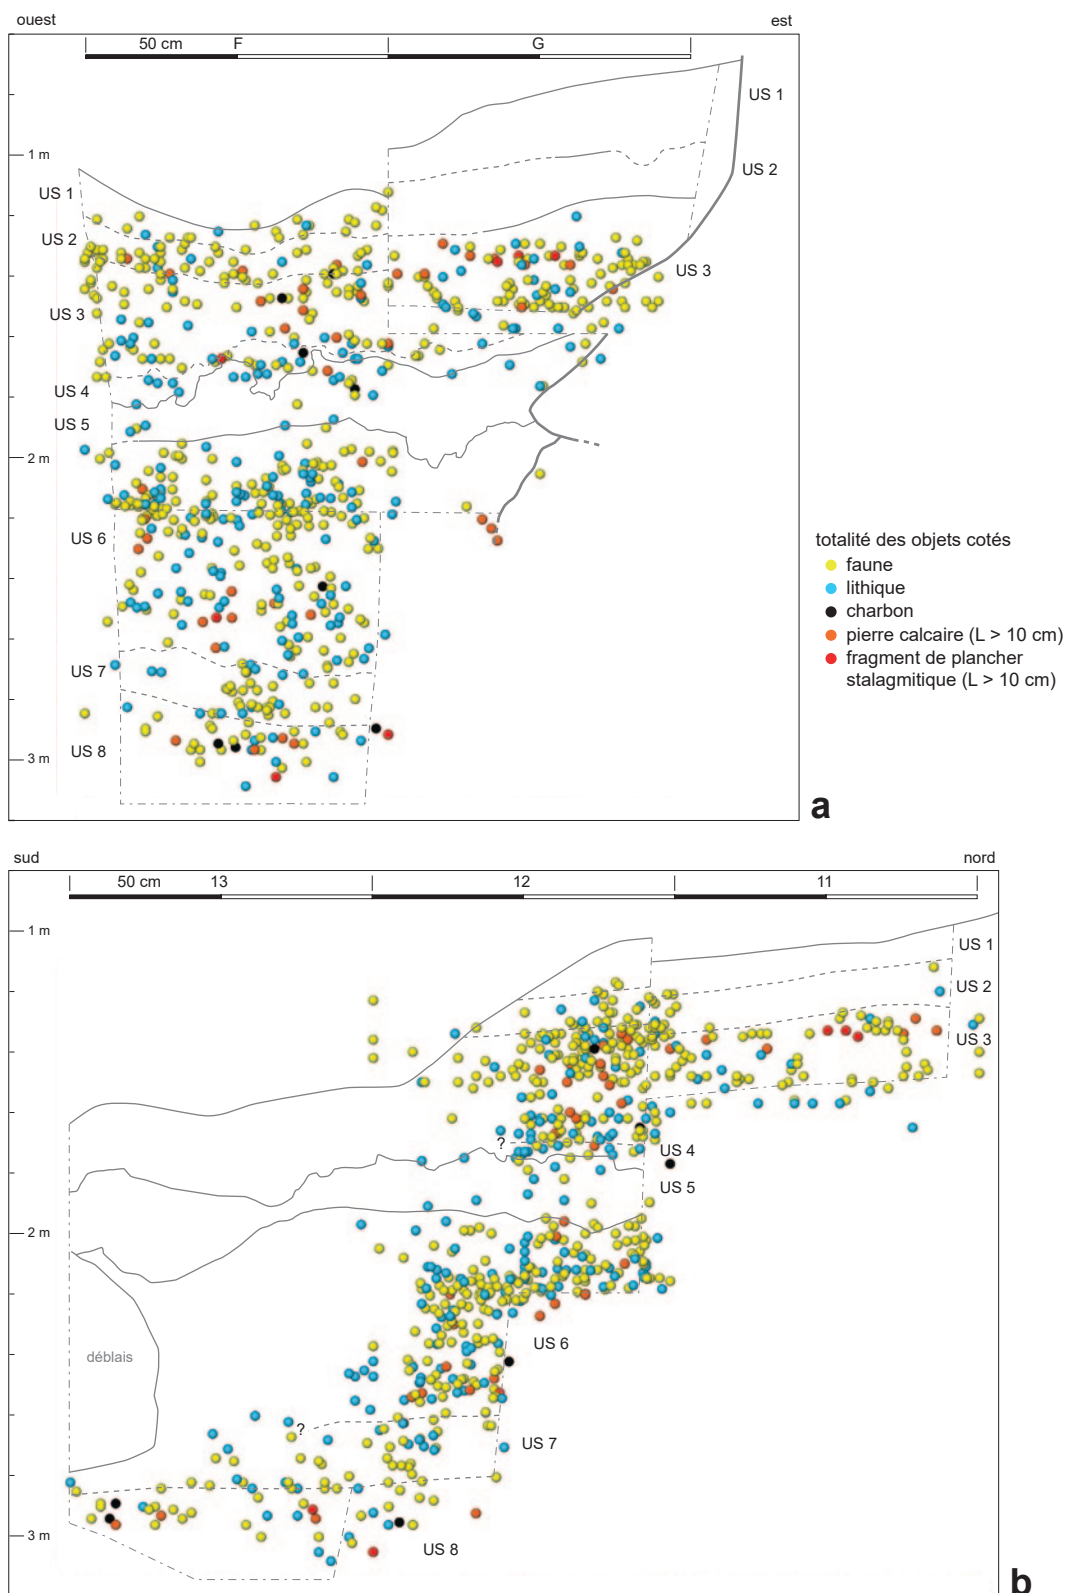 ouest
est
50 cm
F
G
US 1
1 m
US 2
US 1
US 2
US 3
US 3
US 4
US 5
2 m
US 6
US 7
US 8
3 m
totalité des objets cotés
faune
lithique
charbon
pierre calcaire (L > 10 cm)
fragment de plancher
stalagmitique (L > 10 cm)
a
sud
nord
50 cm
13
12
11
1 m
US 1
US 2
US 3
?
US 4
US 5
2 m
US 6
déblais
?
US 7
3 m
US 8
b